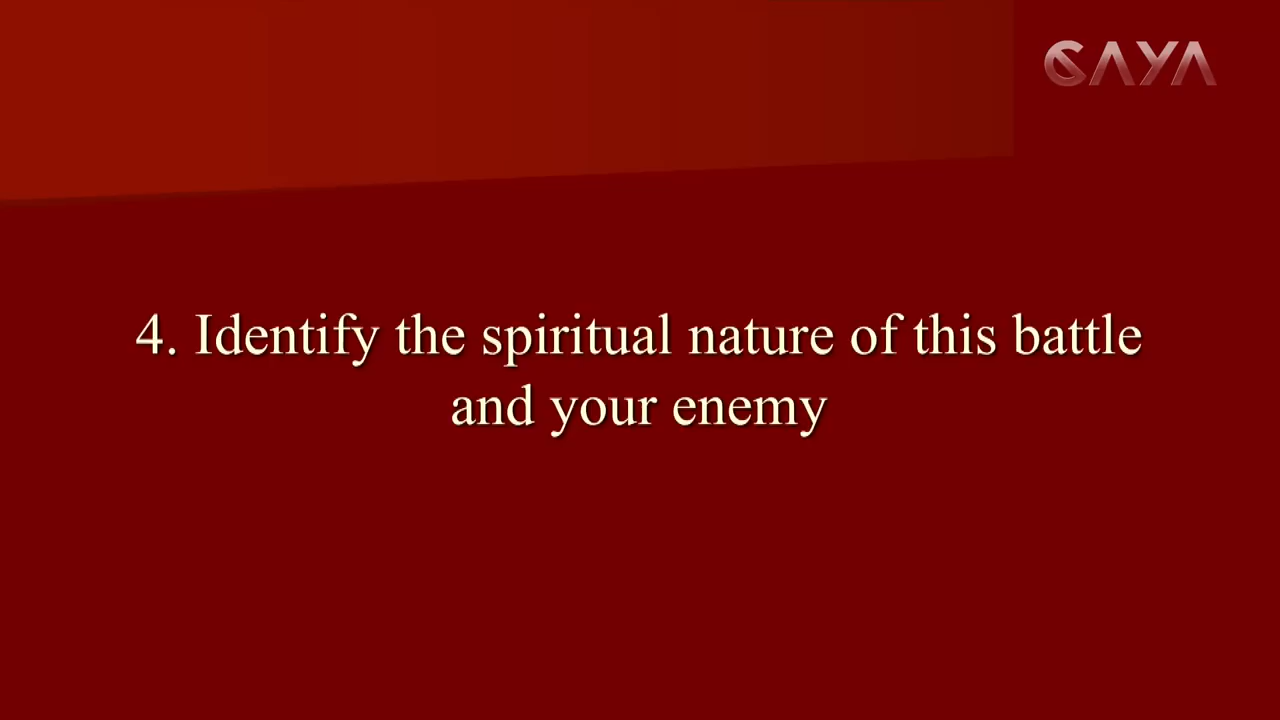 GAYA
4. Identify the spiritual nature of this battle
and your enemy